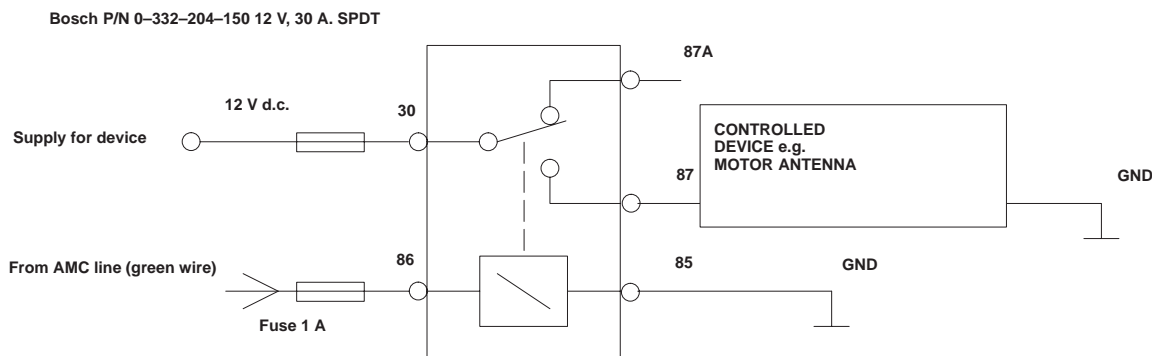 Bosch P/N 0–332–204–150 12 V, 30 A. SPDT
87A
12 V d.c.
30
Supply for device
CONTROLLED
DEVICE e.g.
MOTOR ANTENNA
87
GND
From AMC line (green wire)
86
85
GND
Fuse 1 A